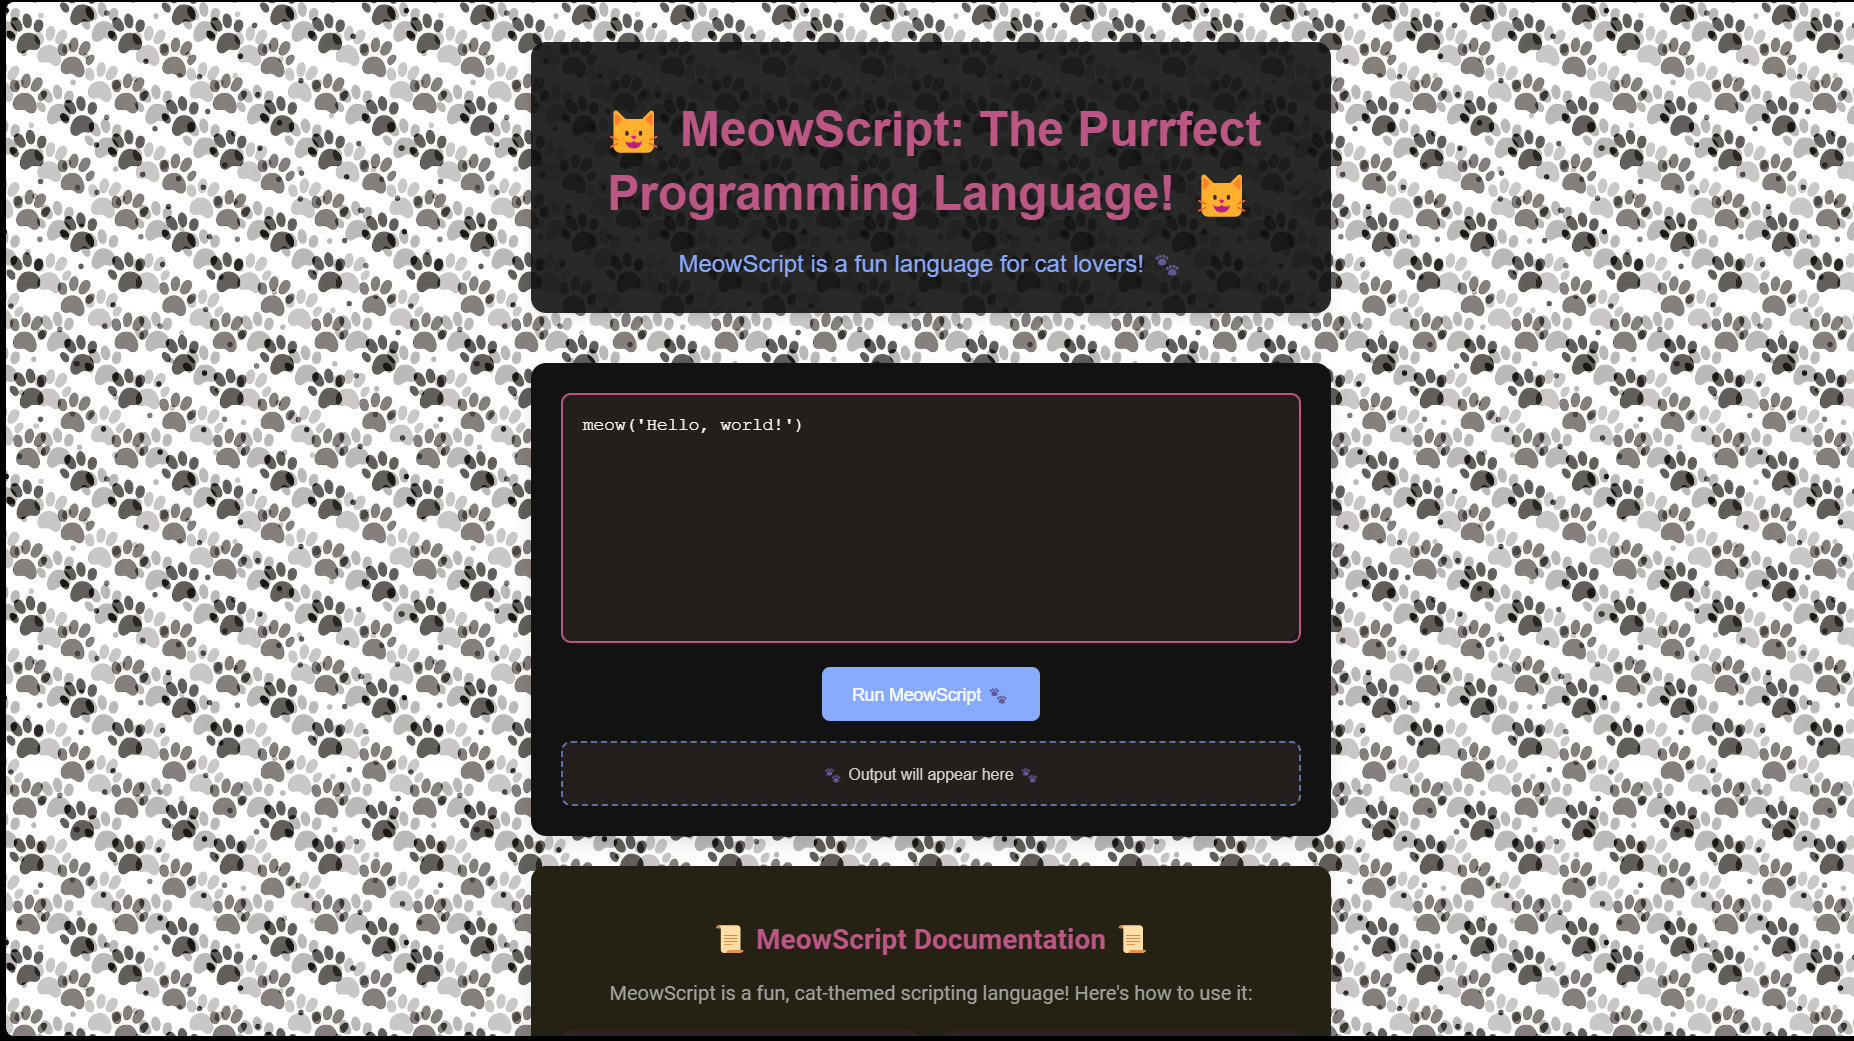 😺 MeowScript: The Purrfect
Programming Language! 😺
MeowScript is a fun language for cat lovers! 🐾
meow('Hello, world!')
Run MeowScript 🐾
🐾 Output will appear here 🐾
📜 MeowScript Documentation 📜
MeowScript is a fun, cat-themed scripting language! Here's how to use it: